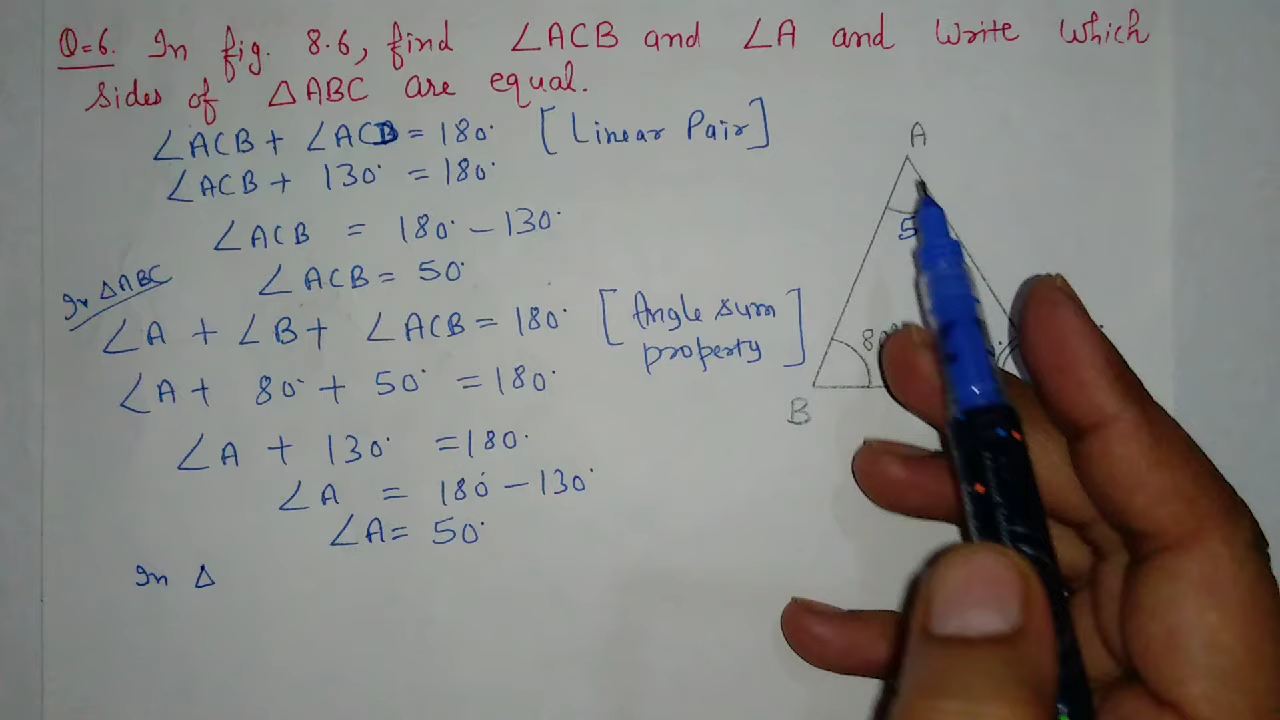 Q=6. In fig. 8.6, find ∠ACB and ∠A and Write Which
sides of △ABC are equal.
∠ACB + ∠ACD = 180° [Linear Pair]
∠ACB + 130° = 180°
∠ACB = 180° - 130°
∠ACB = 50°
In △ABC
∠A + ∠B + ∠ACB = 180° [Angle sum
property]
∠A + 80° + 50° = 180°
∠A + 130° = 180°
∠A = 180° - 130°
∠A = 50°
In △
A
5
80
B